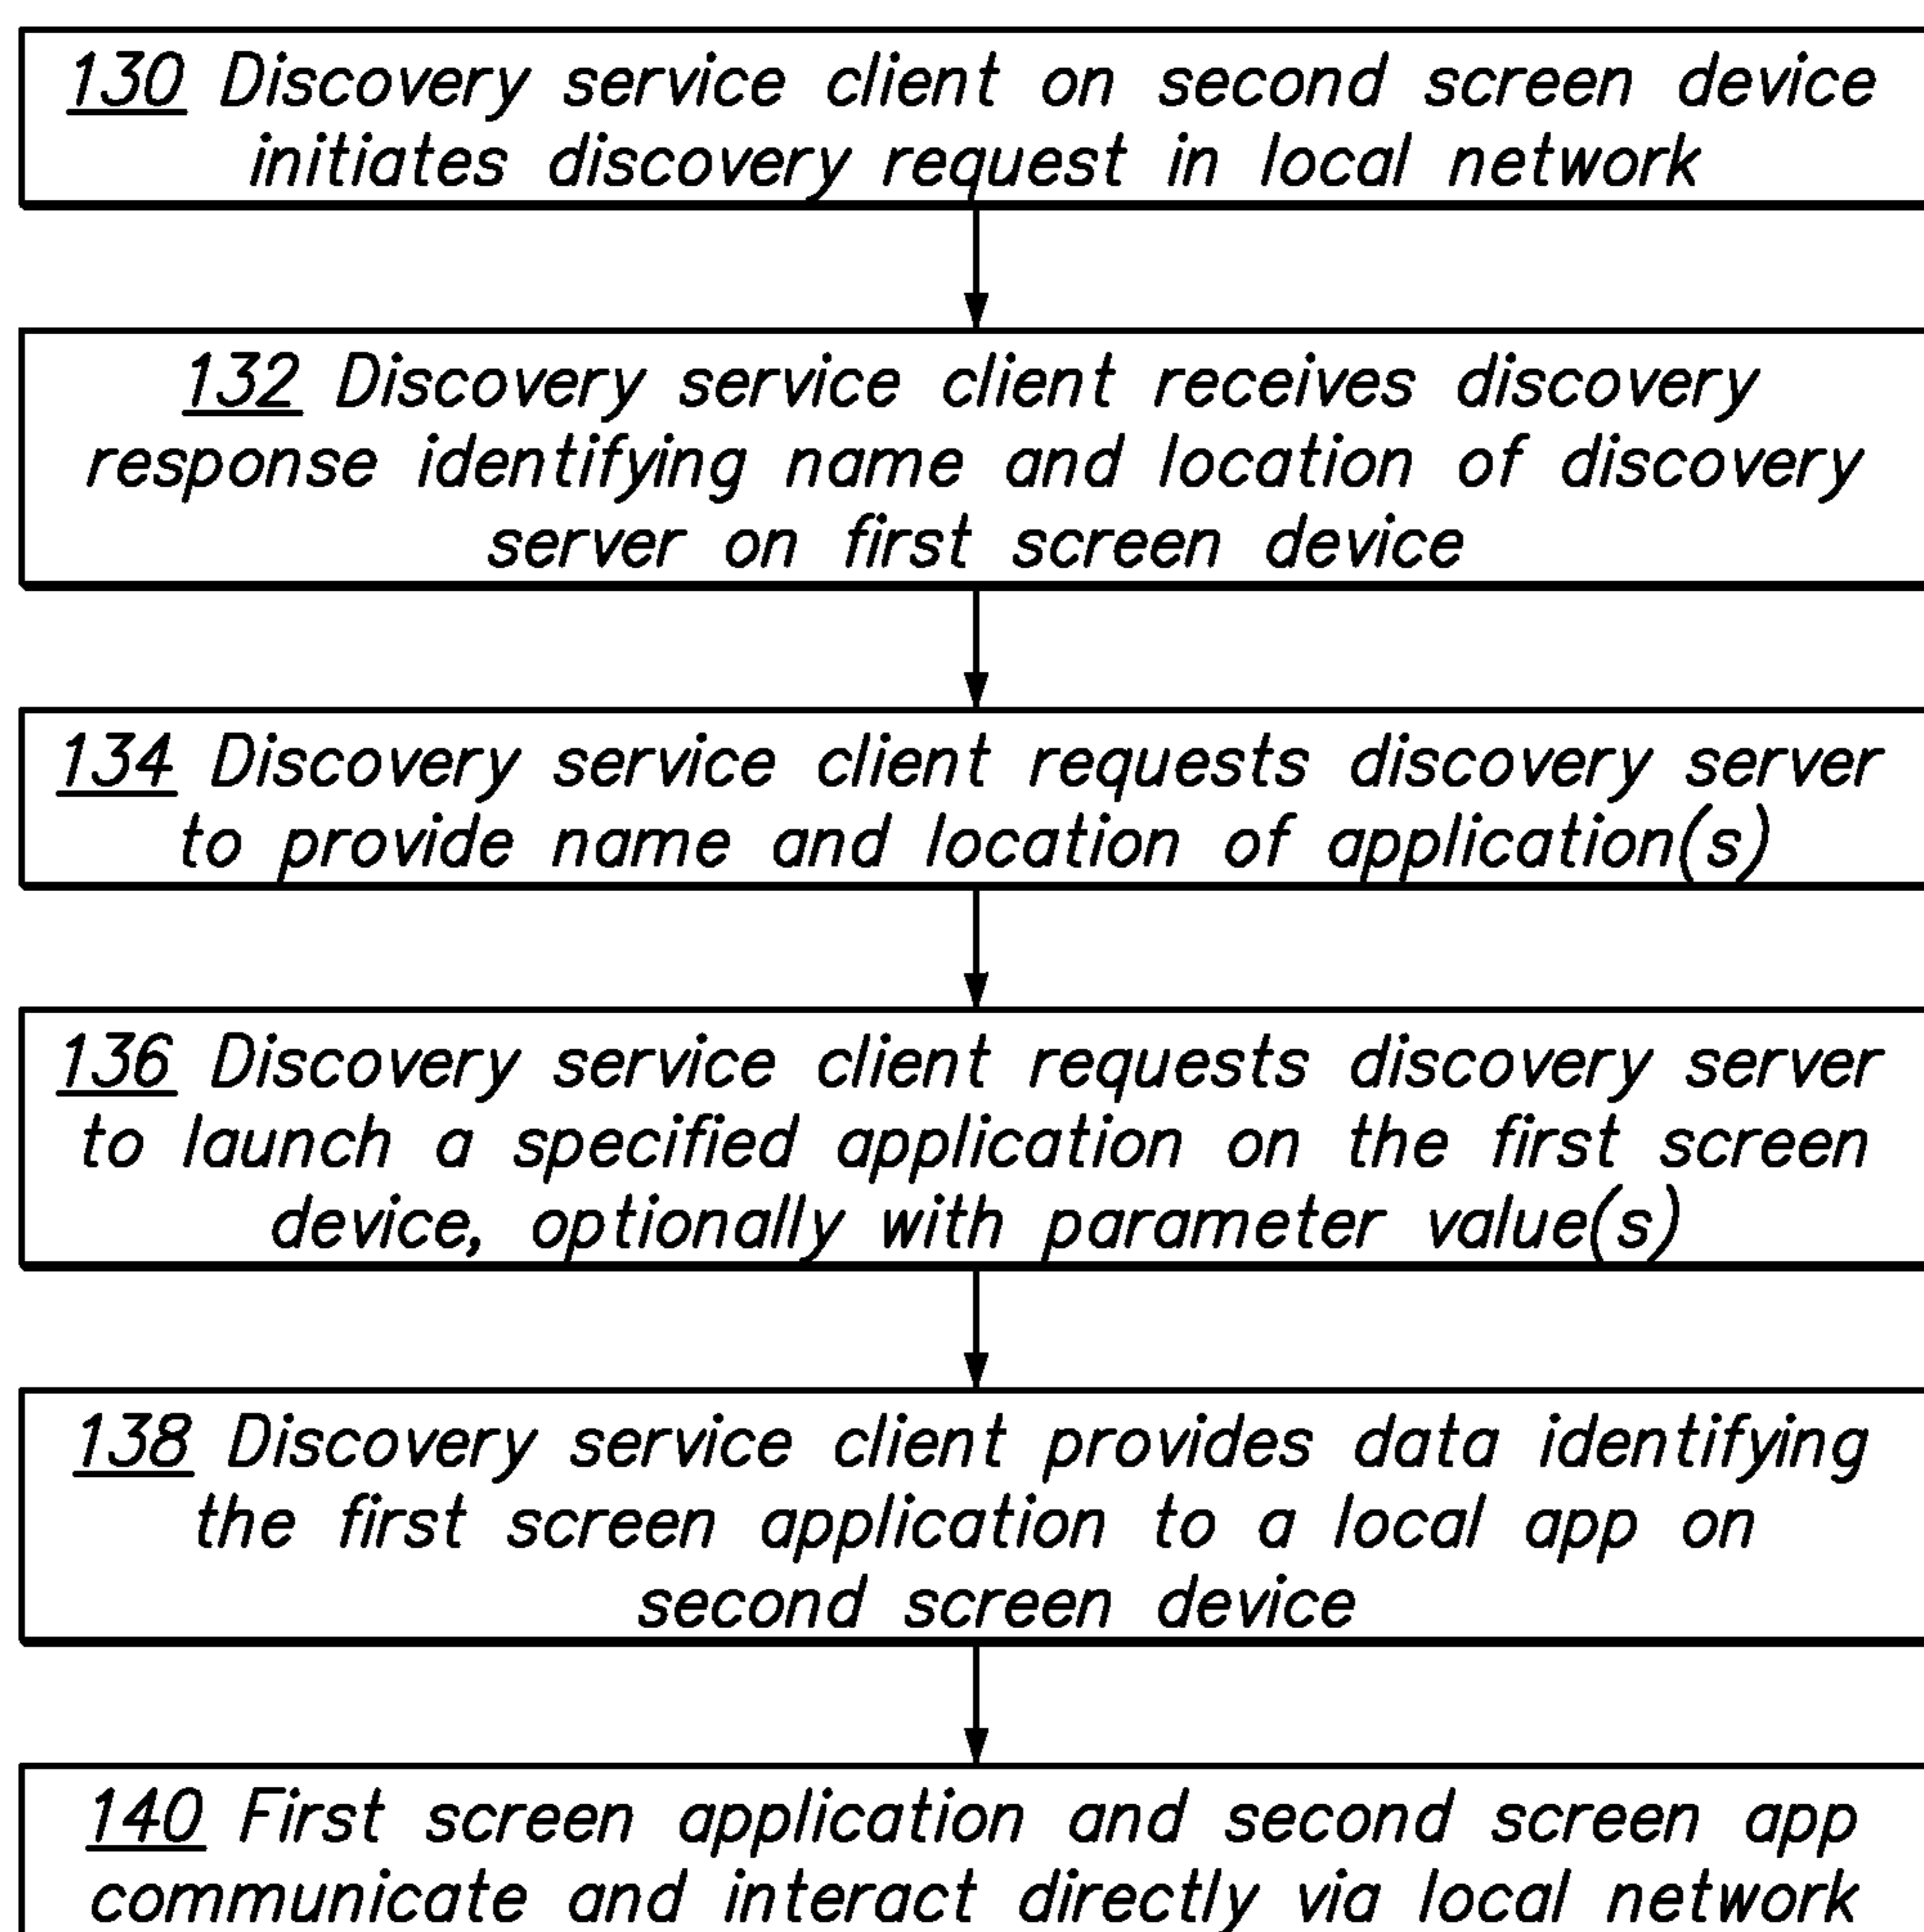 130 Discovery service client on second screen device
initiates discovery request in local network
132 Discovery service client receives discovery
response identifying name and location of discovery
server on first screen device
134 Discovery service client requests discovery server
to provide name and location of application(s)
136 Discovery service client requests discovery server
to launch a specified application on the first screen
device, optionally with parameter value(s)
138 Discovery service client provides data identifying
the first screen application to a local app on
second screen device
140 First screen application and second screen app
communicate and interact directly via local network